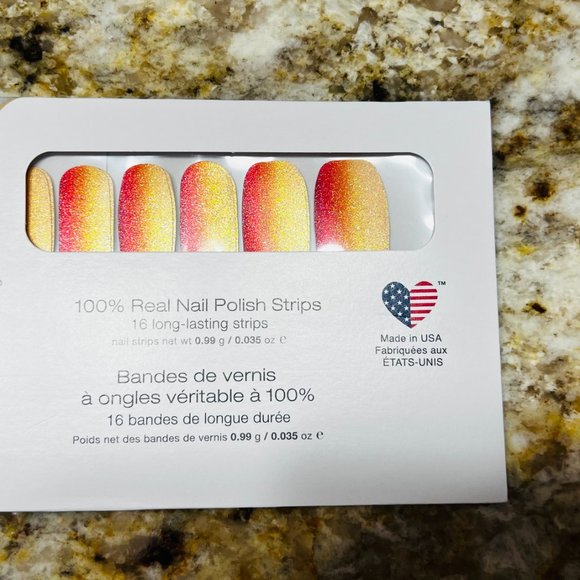 100% Real Nail Polish Strips
16 long-lasting strips
nail strips net wt 0.99 g / 0.035 oz ℮
Bandes de vernis
à ongles véritable à 100%
16 bandes de longue durée
Poids net des bandes de vernis 0.99 g / 0.035 oz ℮
™
Made in USA
Fabriquées aux
ÉTATS-UNIS